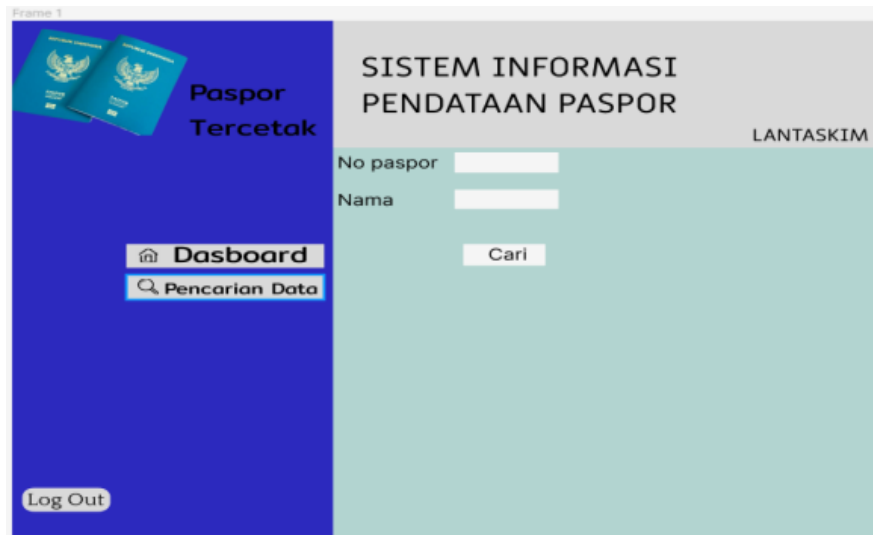 Frame 1
Paspor
Tercetak
SISTEM INFORMASI
PENDATAAN PASPOR
LANTASKIM
No paspor
Nama
Cari
Dasboard
Pencarian Data
Log Out